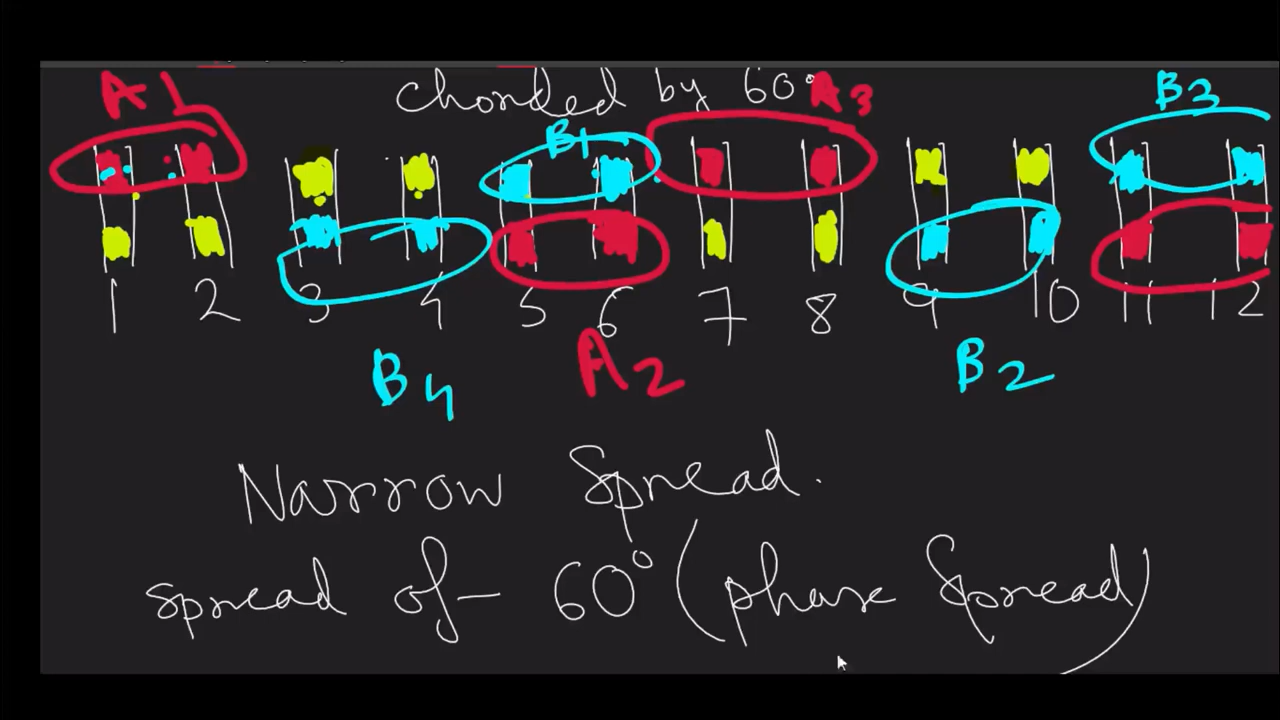 chorded by 60°
A1 B1 A3 B3
1 2 3 4 5 6 7 8 9 10 11 12
B4 A2 B2
Narrow Spread.
spread of- 60° (phase Spread)